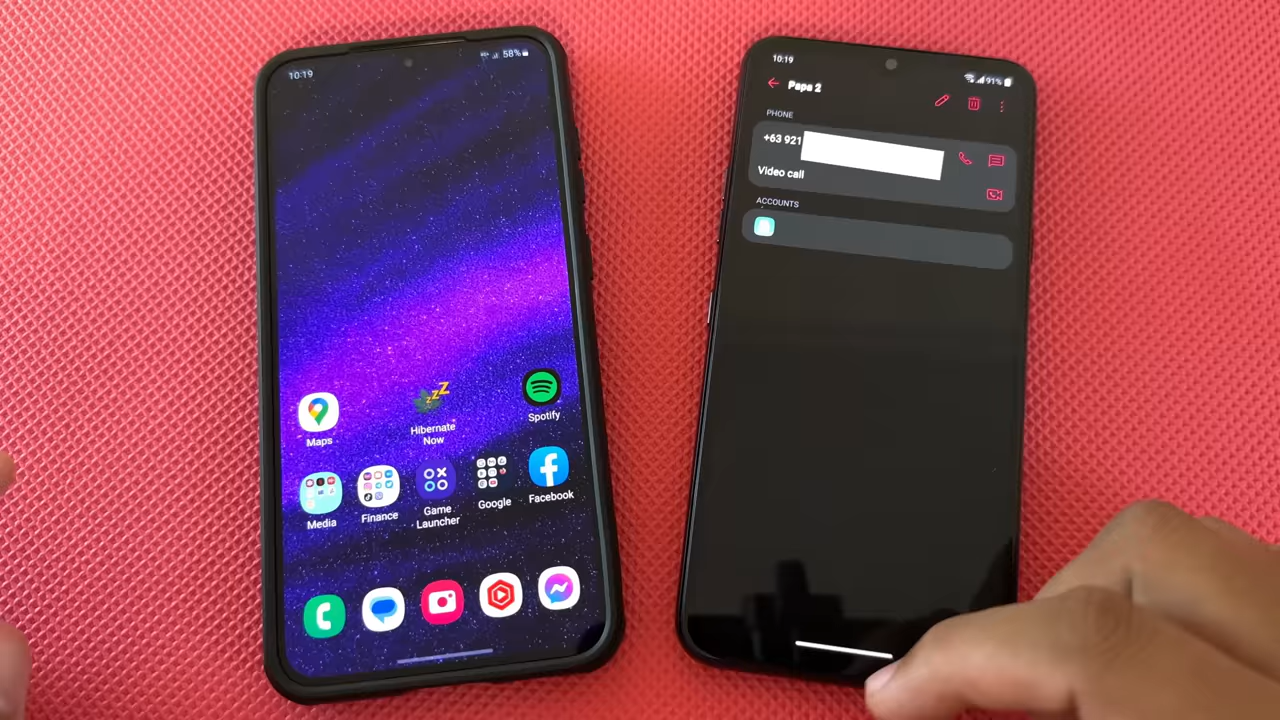 10:19
58%
Maps
Hibernate
Now
Spotify
Media
Finance
Game
Launcher
Google
Facebook
10:19
91%
Papa 2
PHONE
+63 921
Video call
ACCOUNTS